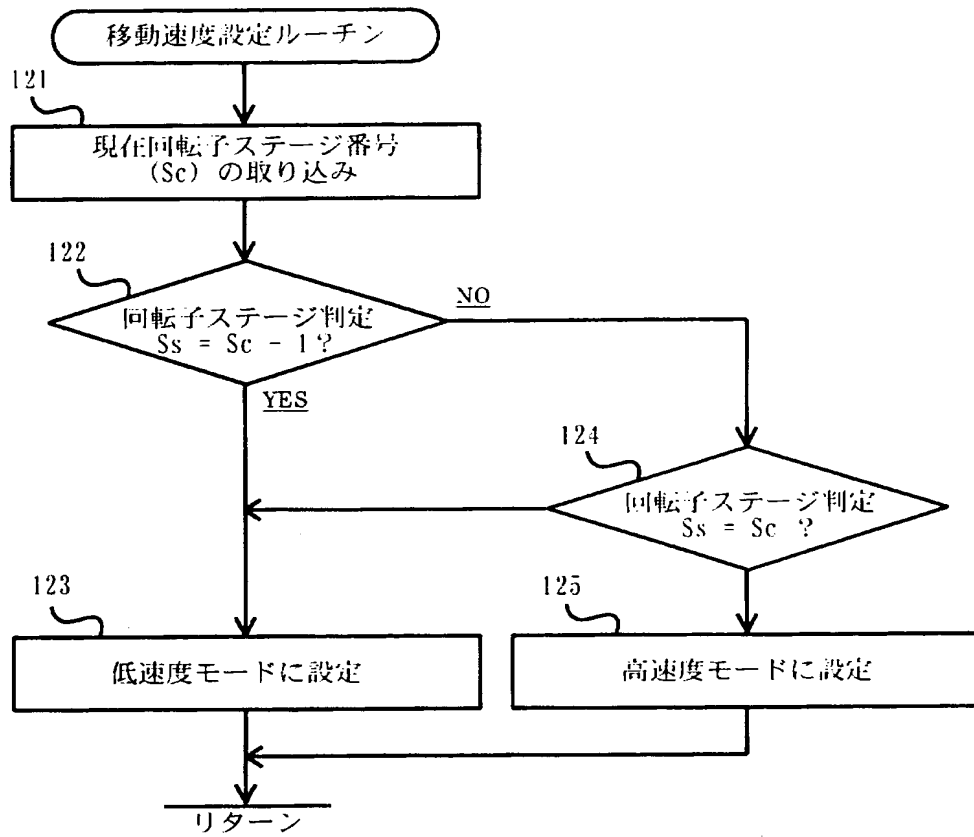 移動速度設定ルーチン
121
現在回転子ステージ番号
(Sc) の取り込み
122
回転子ステージ判定
Ss = Sc - 1?
NO
YES
124
回転子ステージ判定
Ss = Sc ?
123
低速度モードに設定
125
高速度モードに設定
リターン